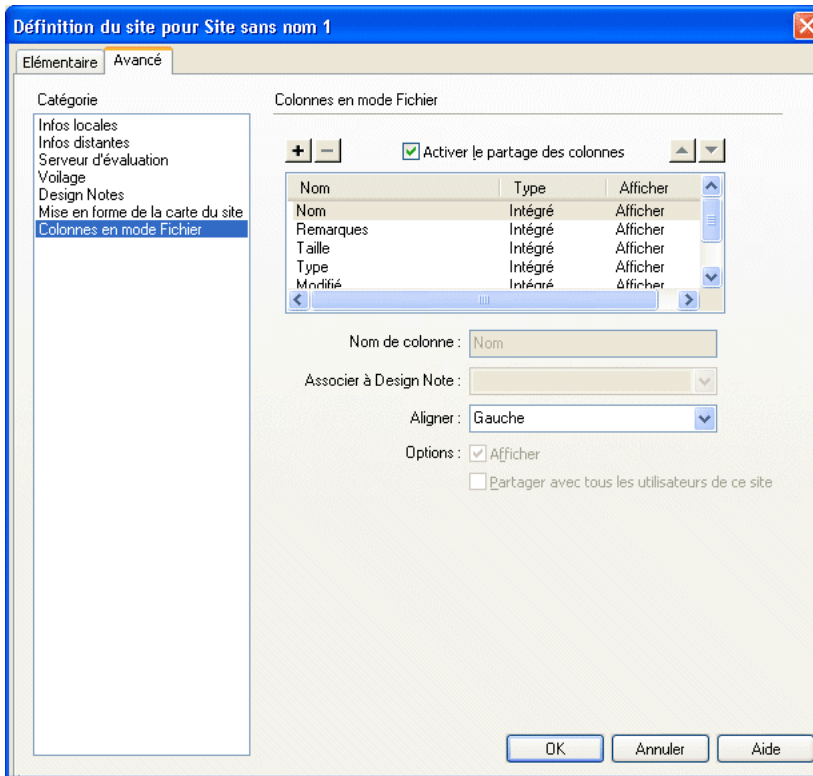 Définition du site pour Site sans nom 1
Elémentaire Avancé
Catégorie
Infos locales
Infos distantes
Serveur d'évaluation
Voilage
Design Notes
Mise en forme de la carte du site
Colonnes en mode Fichier
Colonnes en mode Fichier
Activer le partage des colonnes
Nom Type Afficher
Nom Intégré Afficher
Remarques Intégré Afficher
Taille Intégré Afficher
Type Intégré Afficher
Modifié Intégré Afficher
Nom de colonne : Nom
Associer à Design Note :
Aligner : Gauche
Options : Afficher
Partager avec tous les utilisateurs de ce site
OK Annuler Aide